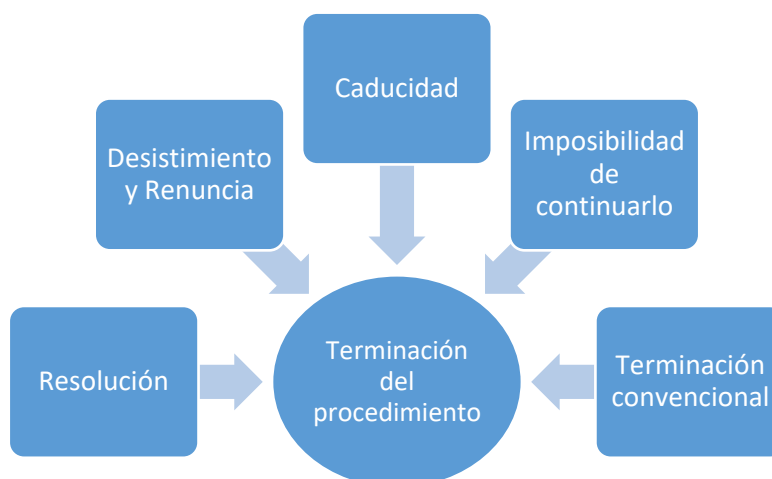 Caducidad
Desistimiento
y Renuncia
Imposibilidad
de
continuarlo
Resolución
Terminación
del
procedimiento
Terminación
convencional